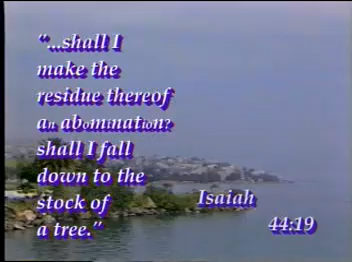 “...shall I
make the
residue thereof
an abomination?
shall I fall
down to the
stock of
a tree.”
Isaiah
44:19